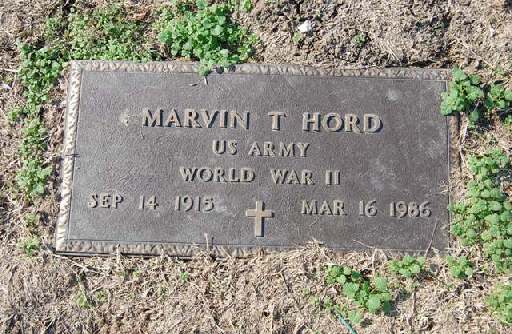 MARVIN T HORD
US ARMY
WORLD WAR II
SEP 14 1915 MAR 16 1986